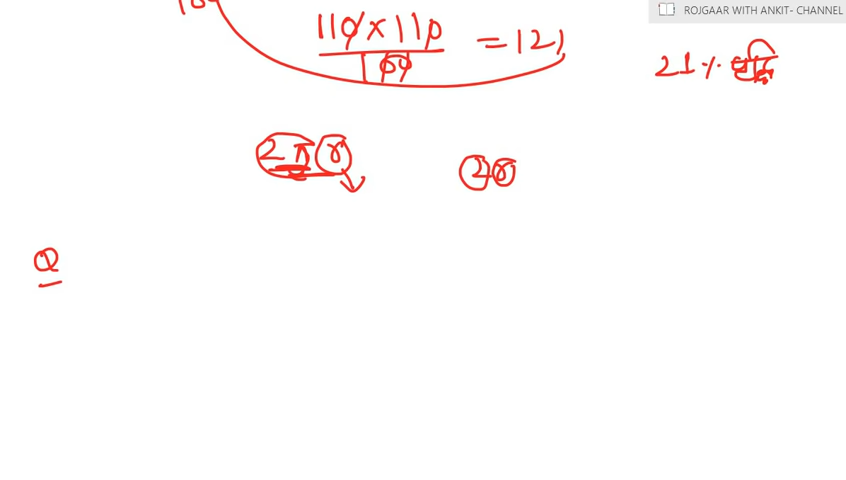 ROJGAAR WITH ANKIT- CHANNEL
110 x 110
100
= 121
21% वृद्धि
2πr
2r
Q